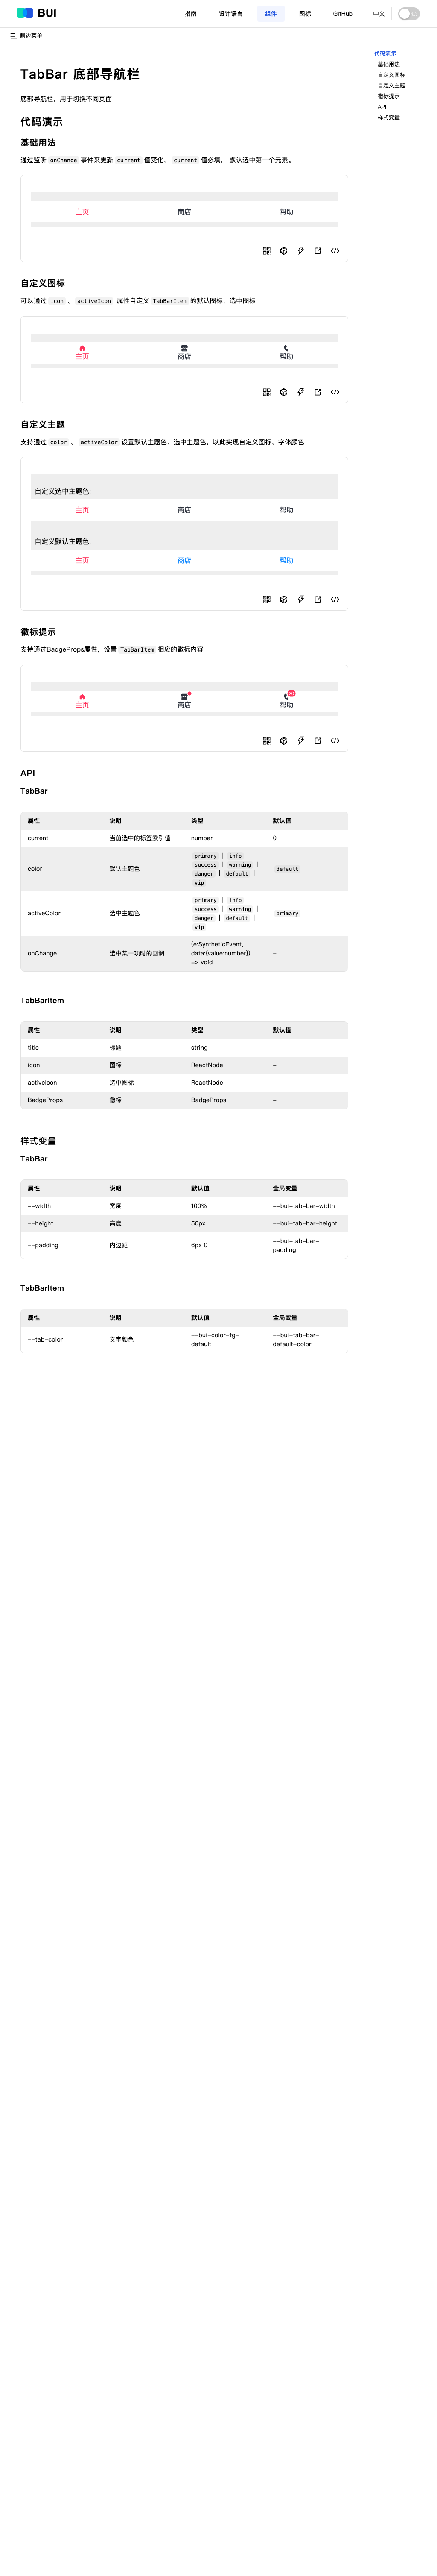 BUI
指南 设计语言 组件 图标 GitHub 中文
侧边菜单
代码演示
基础用法
自定义图标
自定义主题
徽标提示
API
样式变量
TabBar 底部导航栏
底部导航栏，用于切换不同页面
代码演示
基础用法
通过监听 onChange 事件来更新 current 值变化， current 值必填， 默认选中第一个元素。
主页 商店 帮助
自定义图标
可以通过 icon 、 activeIcon 属性自定义 TabBarItem 的默认图标、选中图标
主页 商店 帮助
自定义主题
支持通过 color 、 activeColor 设置默认主题色、选中主题色，以此实现自定义图标、字体颜色
自定义选中主题色:
主页 商店 帮助
自定义默认主题色:
主页 商店 帮助
徽标提示
支持通过BadgeProps属性，设置 TabBarItem 相应的徽标内容
主页 商店 帮助
API
TabBar
属性 说明 类型 默认值
current 当前选中的标签索引值 number 0
color 默认主题色 primary | info | success | warning | danger | default | vip default
activeColor 选中主题色 primary | info | success | warning | danger | default | vip primary
onChange 选中某一项时的回调 (e:SyntheticEvent, data:{value:number}) => void -
TabBarItem
属性 说明 类型 默认值
title 标题 string -
icon 图标 ReactNode -
activeIcon 选中图标 ReactNode
BadgeProps 徽标 BadgeProps -
样式变量
TabBar
属性 说明 默认值 全局变量
--width 宽度 100% --bui-tab-bar-width
--height 高度 50px --bui-tab-bar-height
--padding 内边距 6px 0 --bui-tab-bar-padding
TabBarItem
属性 说明 默认值 全局变量
--tab-color 文字颜色 --bui-color-fg-default --bui-tab-bar-default-color